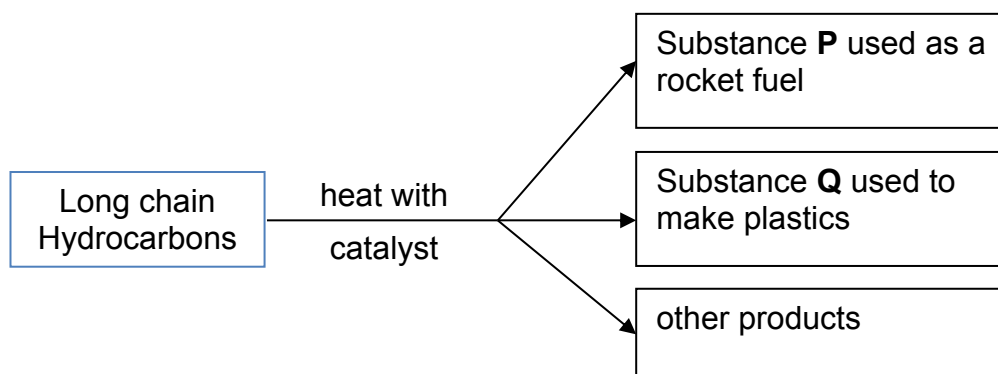 Long chain
Hydrocarbons
heat with
catalyst
Substance P used as a
rocket fuel
Substance Q used to
make plastics
other products